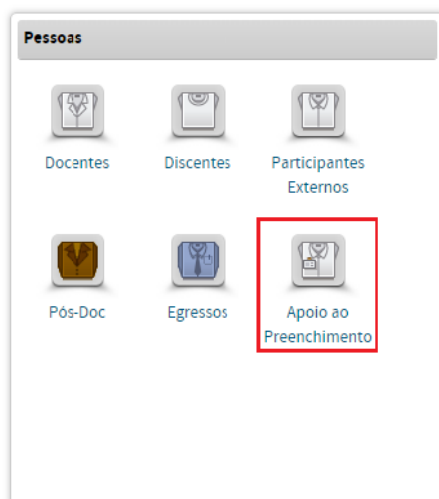 Pessoas
Docentes
Discentes
Participantes
Externos
Pós-Doc
Egressos
Apoio ao
Preenchimento